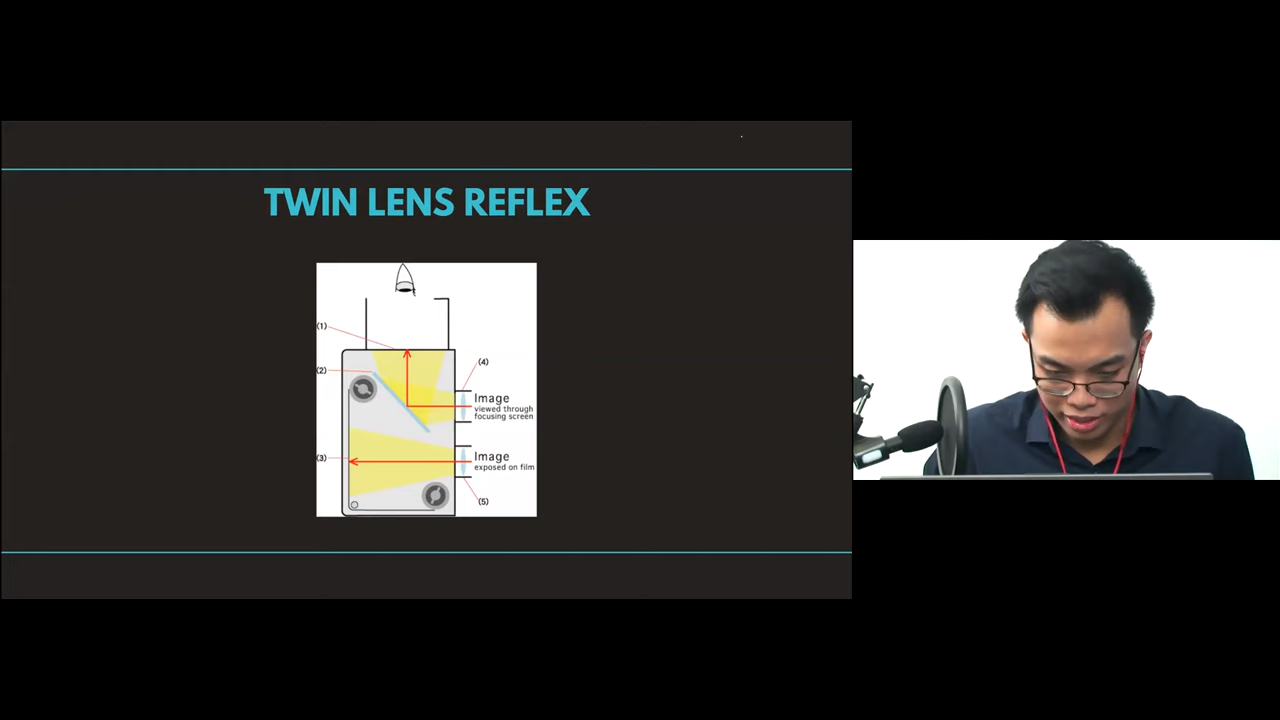 TWIN LENS REFLEX
(1)
(2)
(4)
Image
viewed through
focusing screen
Image
exposed on film
(3)
(5)